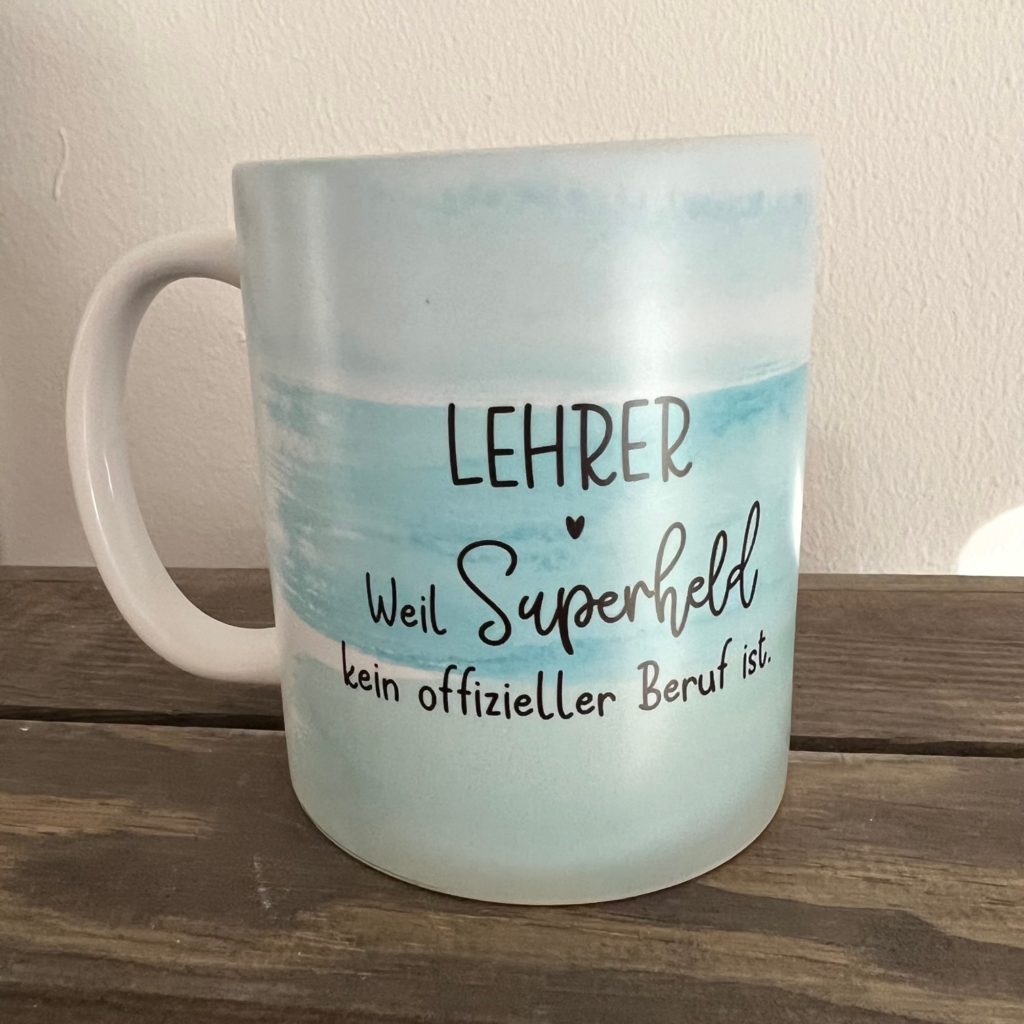 LEHRER
Weil Superheld
kein offizieller Beruf ist.